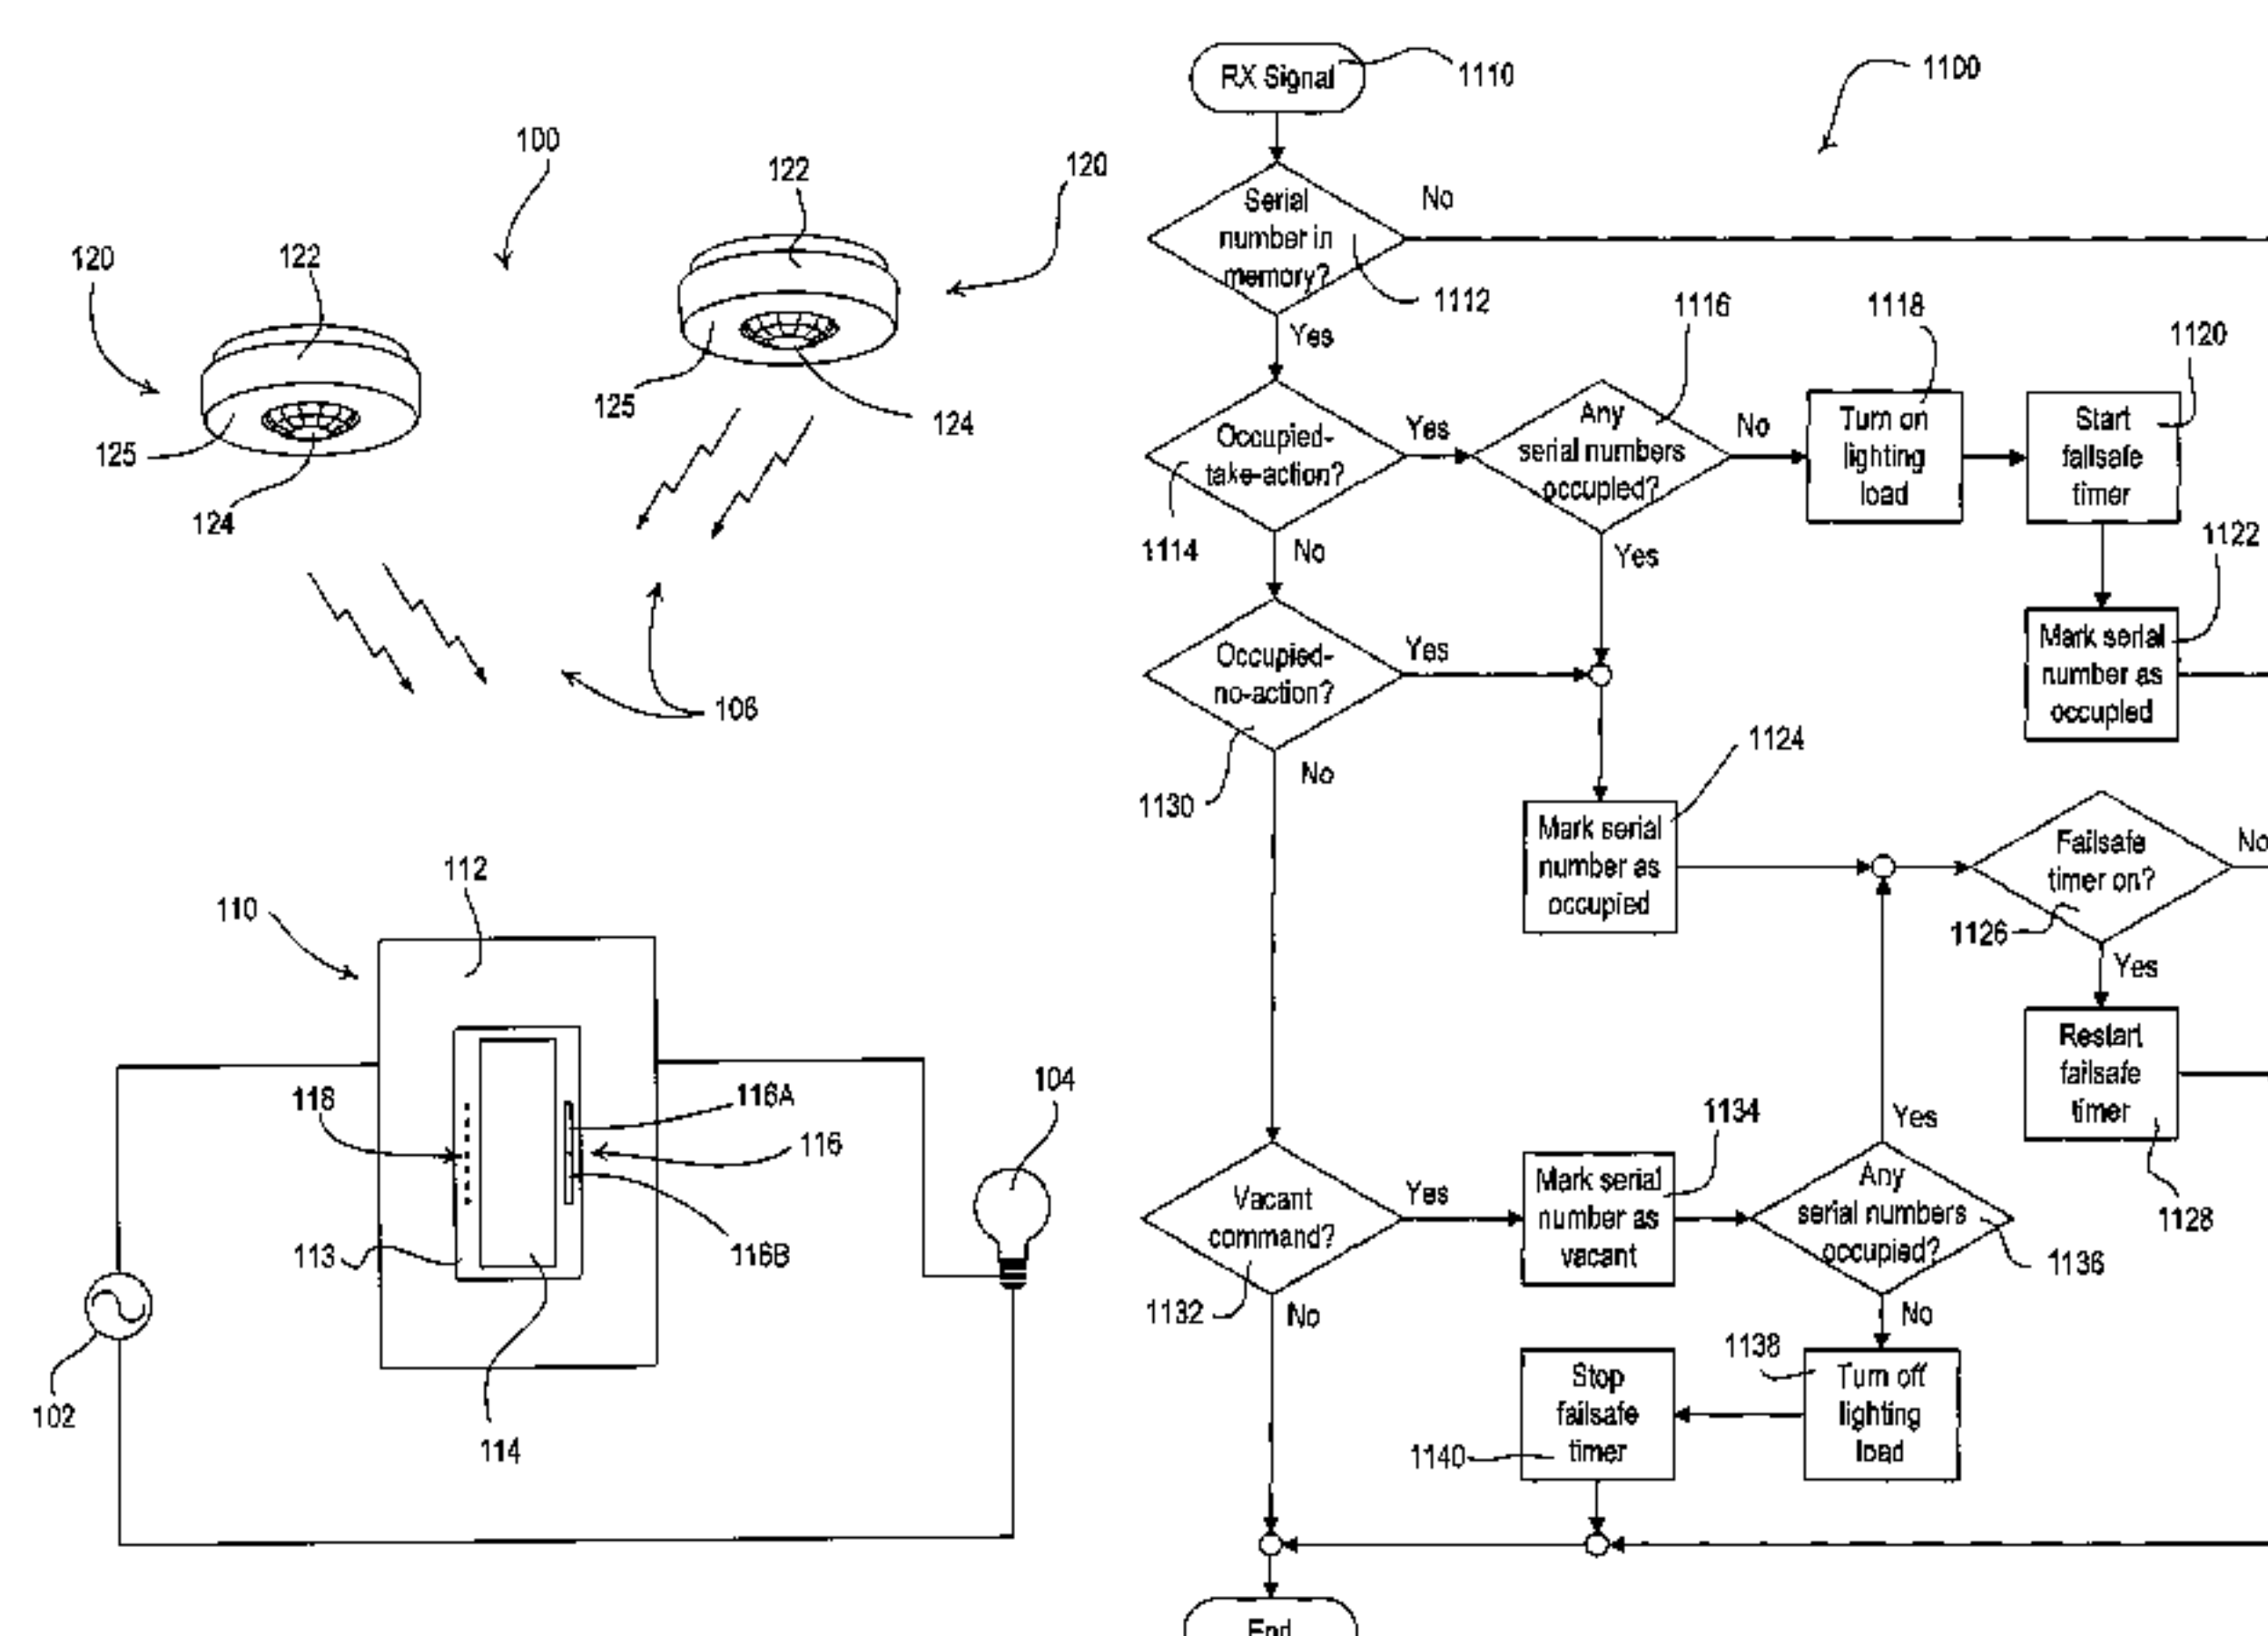 100
122
120
120
122
125
124
125
124
106
112
110
118
116A
104
116
113
116B
102
114
RX Signal
1110
1100
Serial
number in
memory?
No
1112
Yes
1116
1118
1120
Occupied-
take-action?
Yes
Any
serial numbers
occupied?
No
Turn on
lighting
load
Start
failsafe
timer
1114
No
Yes
1122
Occupied-
no-action?
Yes
Mark serial
number as
occupied
1130
No
1124
Mark serial
number as
occupied
Failsafe
timer on?
No
1126
Yes
Restart
failsafe
timer
1128
Vacant
command?
Yes
1134
Mark serial
number as
vacant
Yes
Any
serial numbers
occupied?
1136
1132
No
No
1138
Turn off
lighting
load
Stop
failsafe
timer
1140
End